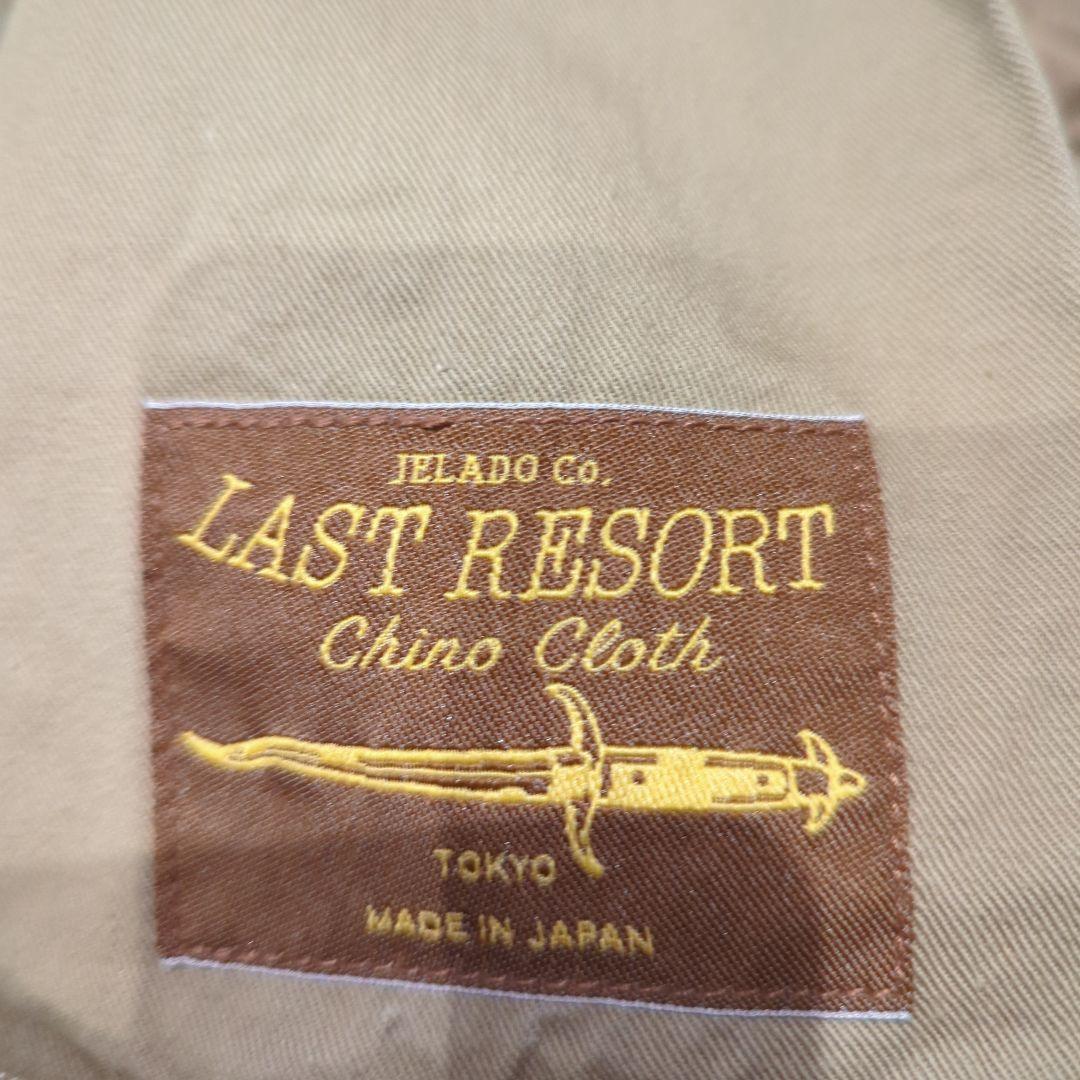 JELADO Co.
LAST RESORT
Chino Cloth
TOKYO
MADE IN JAPAN